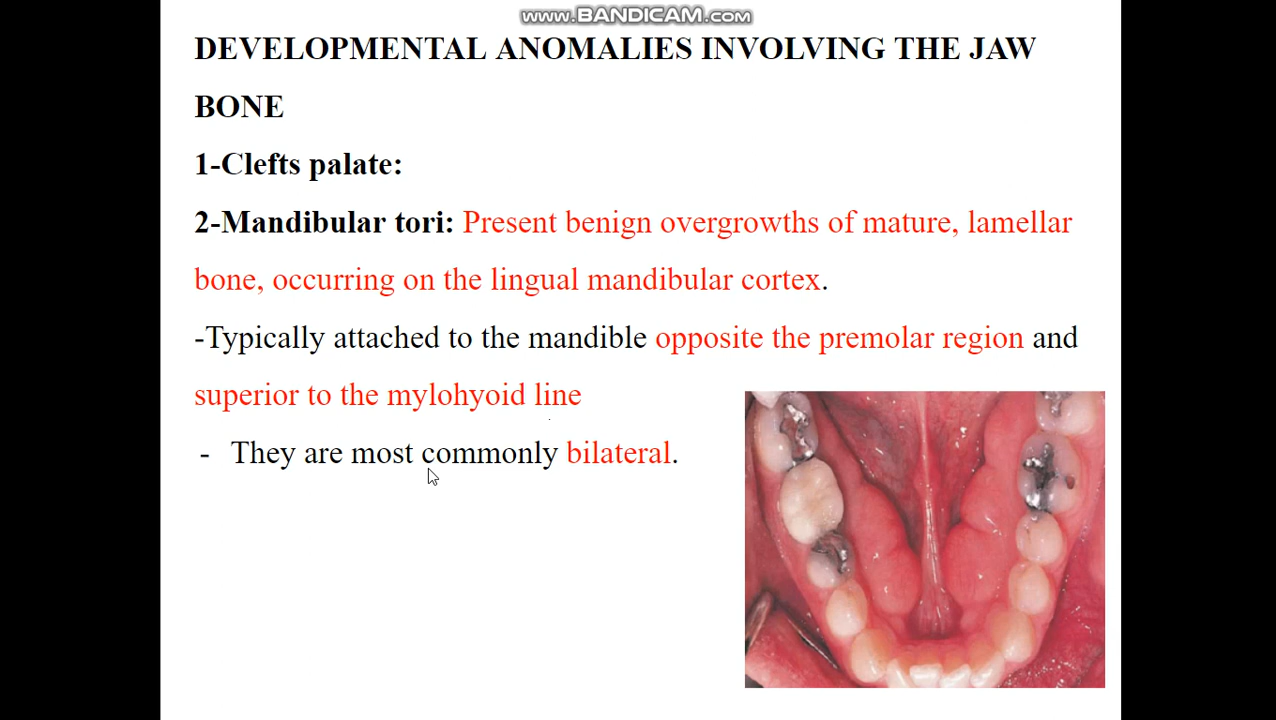 www.BANDICAM.com
DEVELOPMENTAL ANOMALIES INVOLVING THE JAW
BONE
1-Clefts palate:
2-Mandibular tori: Present benign overgrowths of mature, lamellar
bone, occurring on the lingual mandibular cortex.
-Typically attached to the mandible opposite the premolar region and
superior to the mylohyoid line
- They are most commonly bilateral.